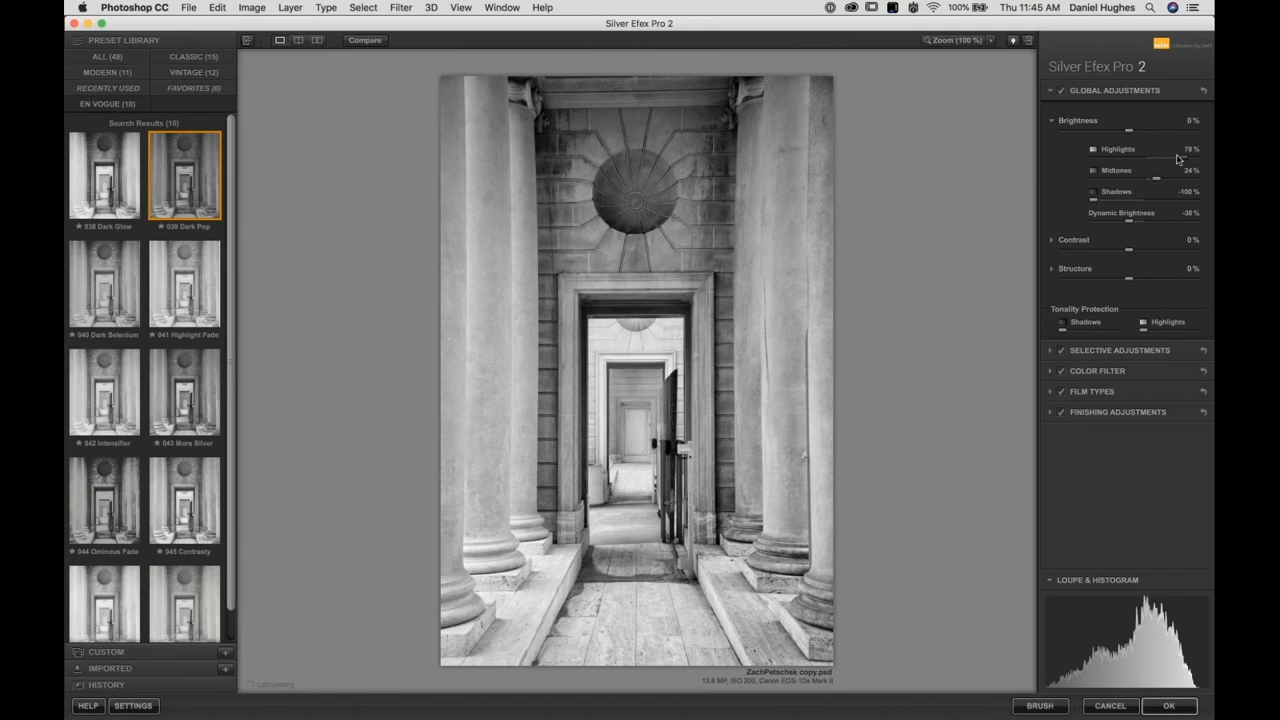 Photoshop CC File Edit Image Layer Type Select Filter 3D View Window Help 100% Thu 11:45 AM Daniel Hughes
Silver Efex Pro 2
PRESET LIBRARY
ALL (48) CLASSIC (15)
MODERN (11) VINTAGE (12)
RECENTLY USED FAVORITES (0)
EN VOGUE (10)
Search Results (10)
038 Dark Glow 039 Dark Pop
040 Dark Selenium 041 Highlight Fade
042 Intensifier 043 More Silver
044 Ominous Fade 045 Contrasty
CUSTOM
IMPORTED
HISTORY
HELP SETTINGS
Compare
Zoom (100 %)
Calculating
ZachPetschek copy.psd
13.6 MP, ISO 200, Canon EOS-1Ds Mark II
collection by DxO
Silver Efex Pro 2
GLOBAL ADJUSTMENTS
Brightness 0 %
Highlights 78 %
Midtones 24 %
Shadows -100 %
Dynamic Brightness -30 %
Contrast 0 %
Structure 0 %
Tonality Protection
Shadows Highlights
SELECTIVE ADJUSTMENTS
COLOR FILTER
FILM TYPES
FINISHING ADJUSTMENTS
LOUPE & HISTOGRAM
BRUSH CANCEL OK